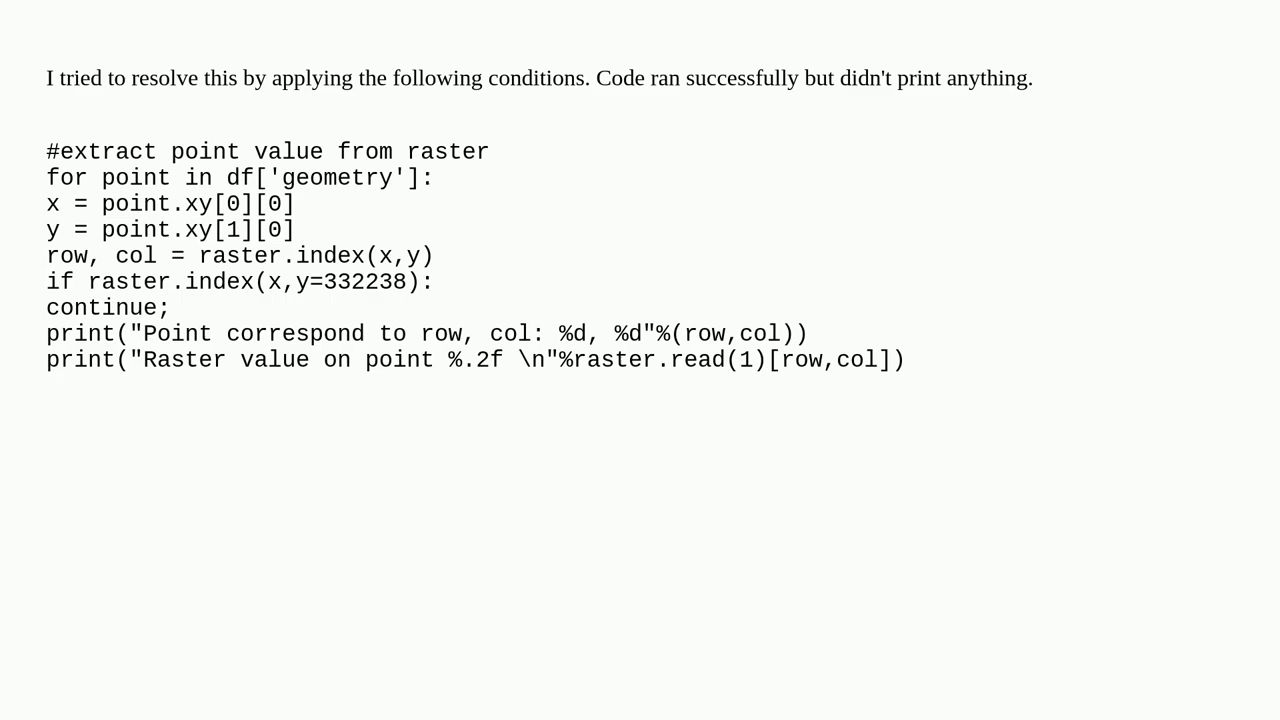 I tried to resolve this by applying the following conditions. Code ran successfully but didn't print anything.
#extract point value from raster
for point in df['geometry']:
x = point.xy[0][0]
y = point.xy[1][0]
row, col = raster.index(x,y)
if raster.index(x,y=332238):
continue;
print("Point correspond to row, col: %d, %d"%(row,col))
print("Raster value on point %.2f \n"%raster.read(1)[row,col])